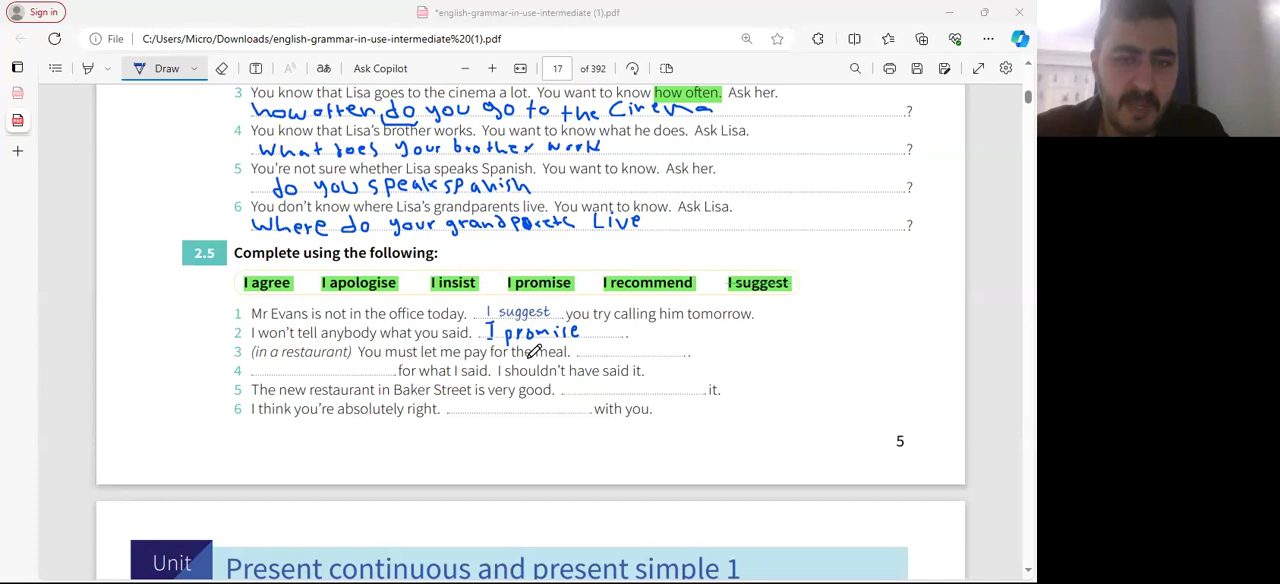 Sign in
*english-grammar-in-use-intermediate (1).pdf
File C:/Users/Micro/Downloads/english-grammar-in-use-intermediate%20(1).pdf
Draw
Ask Copilot
17 of 392
3 You know that Lisa goes to the cinema a lot. You want to know how often. Ask her.
how often do you go to the Cinema ?
4 You know that Lisa's brother works. You want to know what he does. Ask Lisa.
What does your brother work ?
5 You're not sure whether Lisa speaks Spanish. You want to know. Ask her.
do you speak spanish ?
6 You don't know where Lisa's grandparents live. You want to know. Ask Lisa.
Where do your Live ?
2.5 Complete using the following:
I agree I apologise I insist I promise I recommend I suggest
1 Mr Evans is not in the office today. I suggest you try calling him tomorrow.
2 I won't tell anybody what you said. I promise .
3 (in a restaurant) You must let me pay for the meal. .
4 for what I said. I shouldn't have said it.
5 The new restaurant in Baker Street is very good. it.
6 I think you're absolutely right. with you.
5
Unit
Present continuous and present simple 1